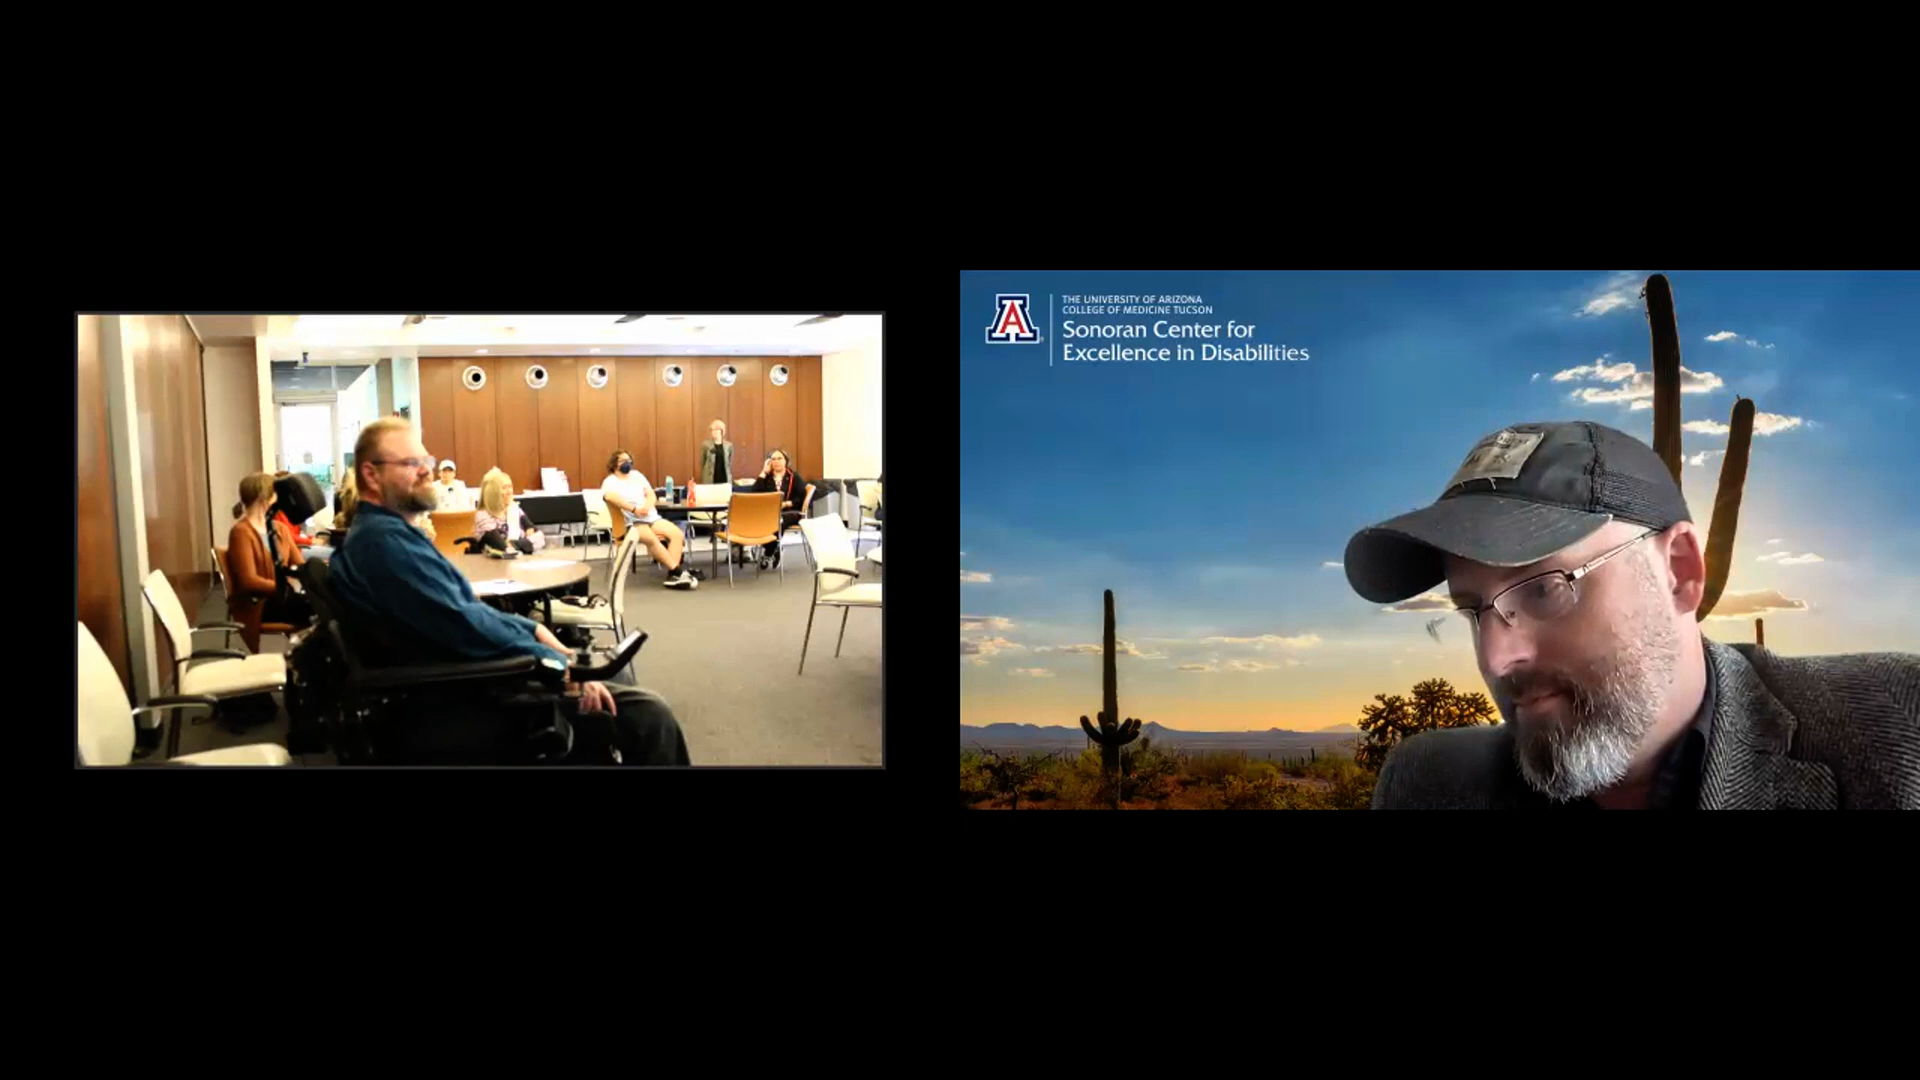 THE UNIVERSITY OF ARIZONA
COLLEGE OF MEDICINE TUCSON
Sonoran Center for
Excellence in Disabilities